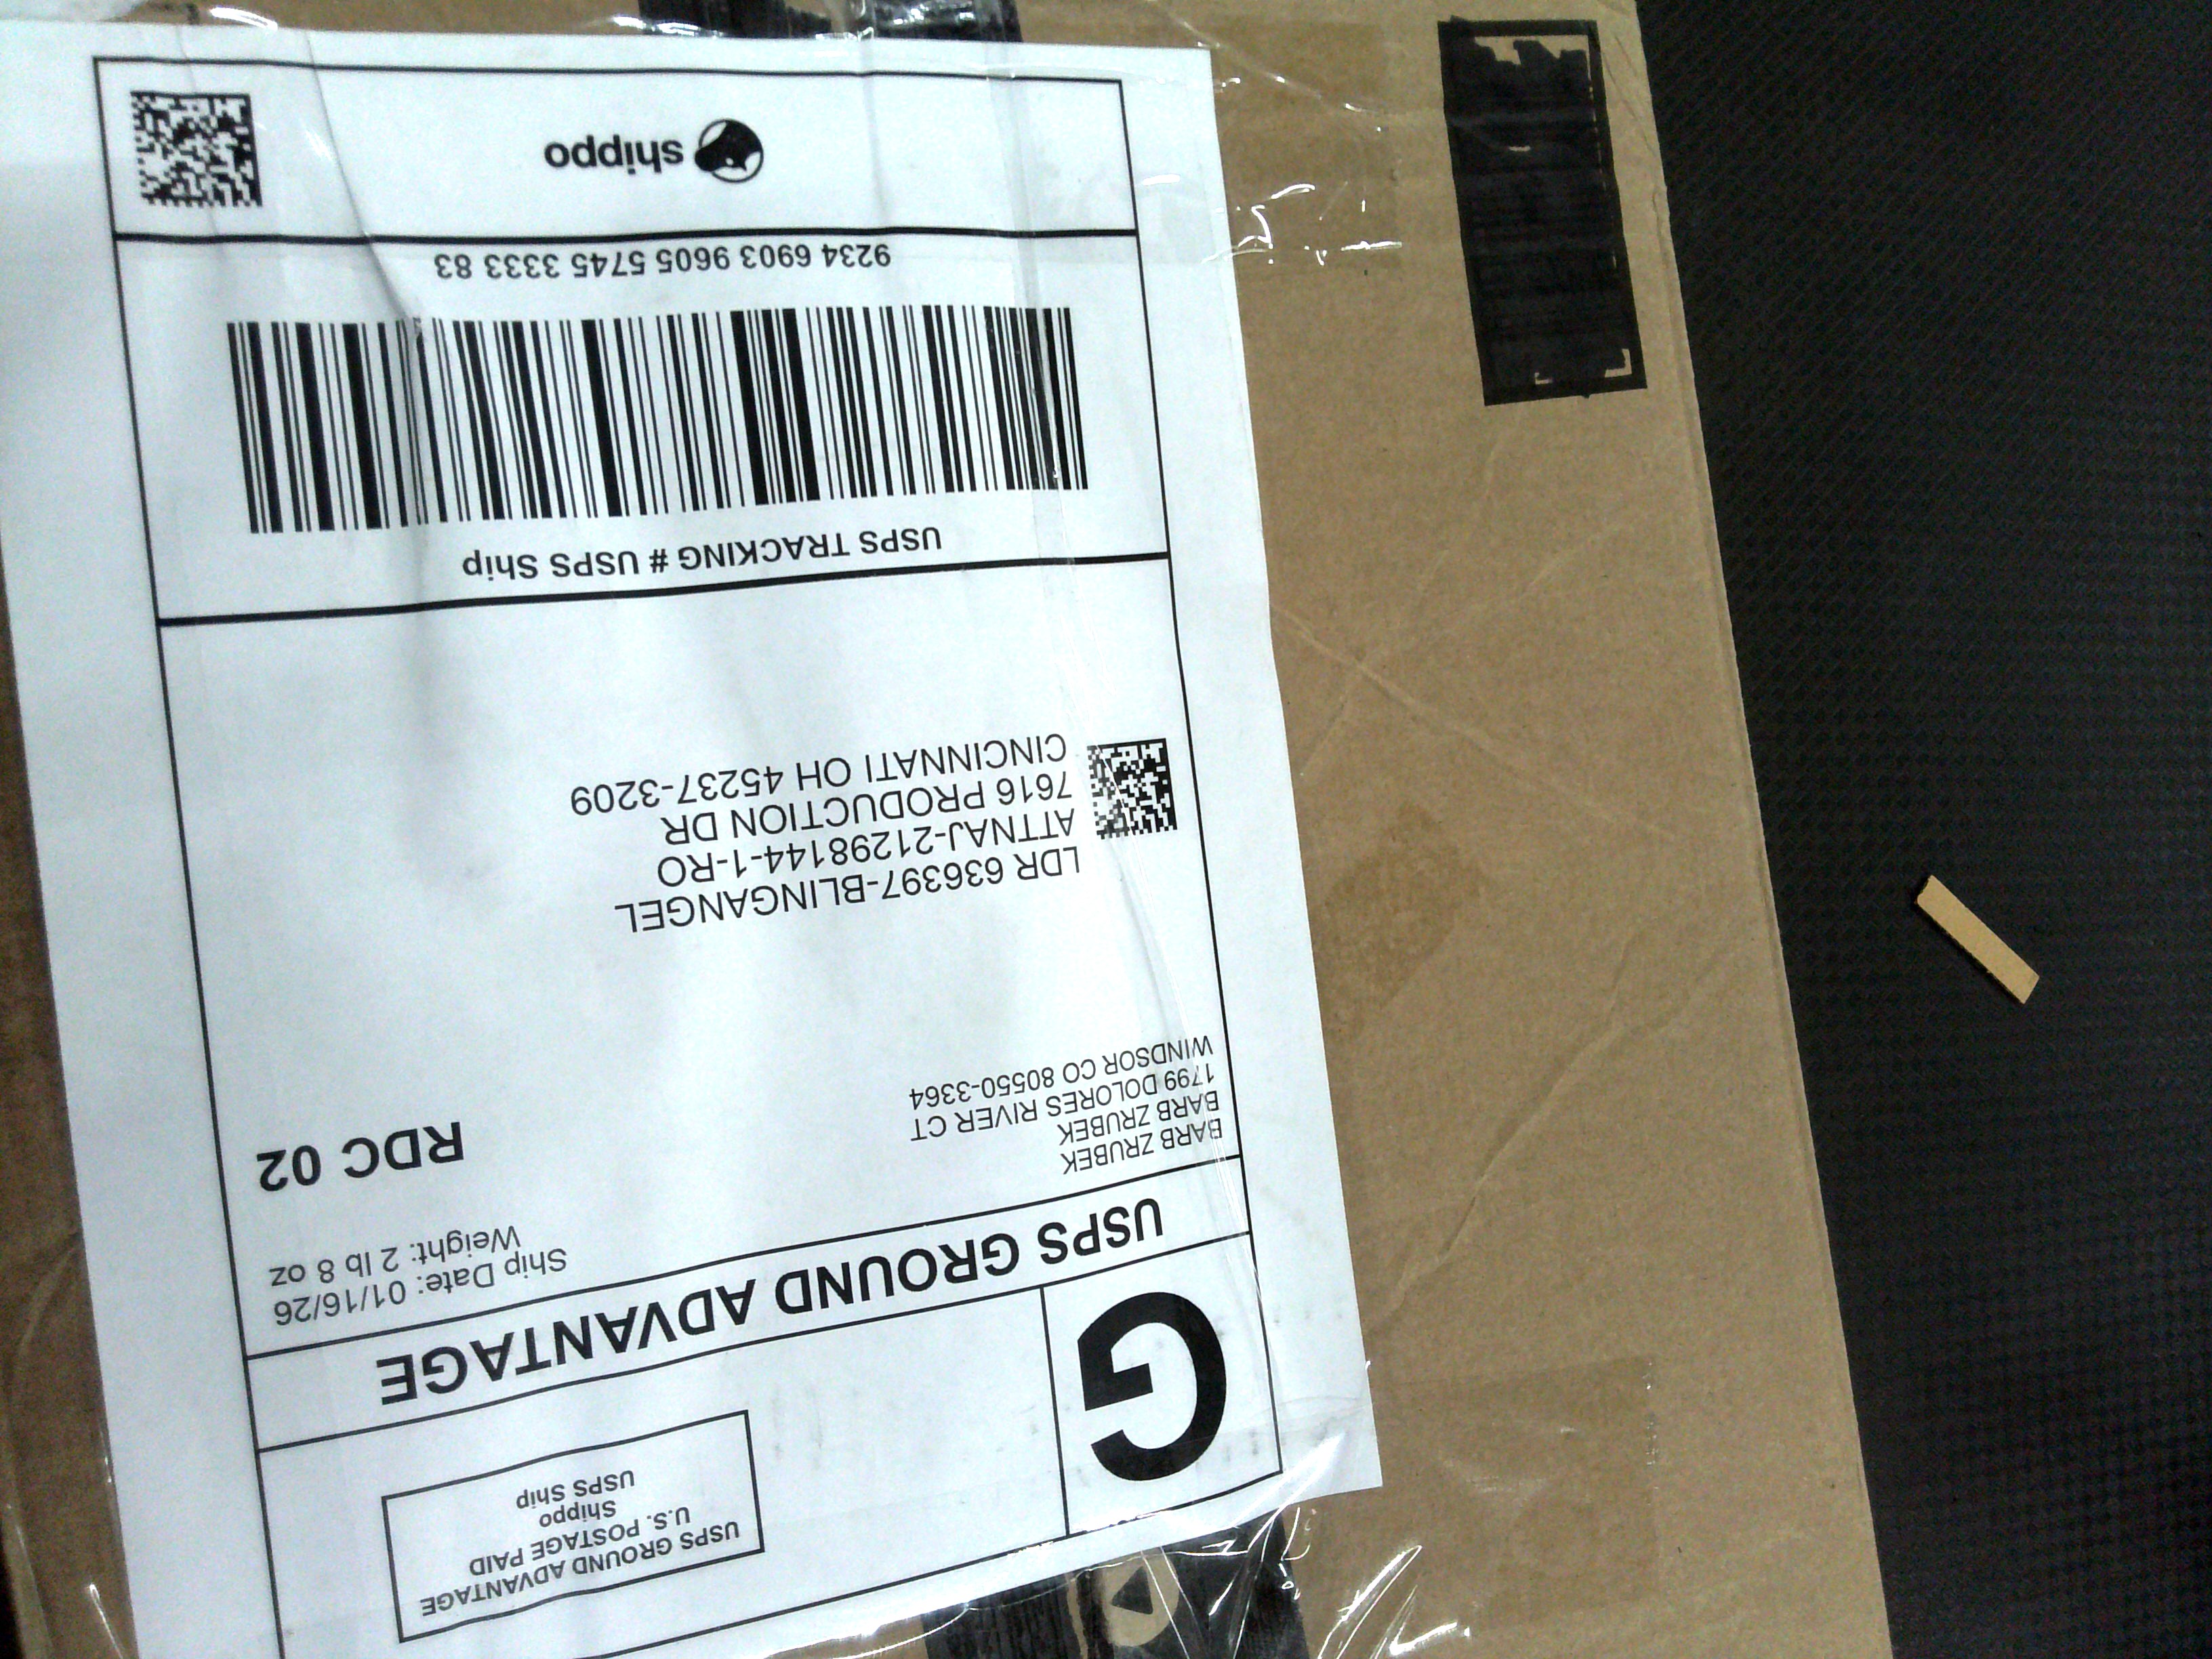 G
USPS GROUND ADVANTAGE
U.S. POSTAGE PAID
Shippo
USPS Ship
USPS GROUND ADVANTAGE
BARB ZRUBEK
BARB ZRUBEK
1799 DOLORES RIVER CT
WINDSOR CO 80550-3364
Ship Date: 01/16/26
Weight: 2 lb 8 oz
RDC 02
LDR 636397-BLINGANGEL
ATTNAJ-21298144-1-RO
7616 PRODUCTION DR
CINCINNATI OH 45237-3209
USPS TRACKING # USPS Ship
9234 6903 9605 5745 3333 83
shippo